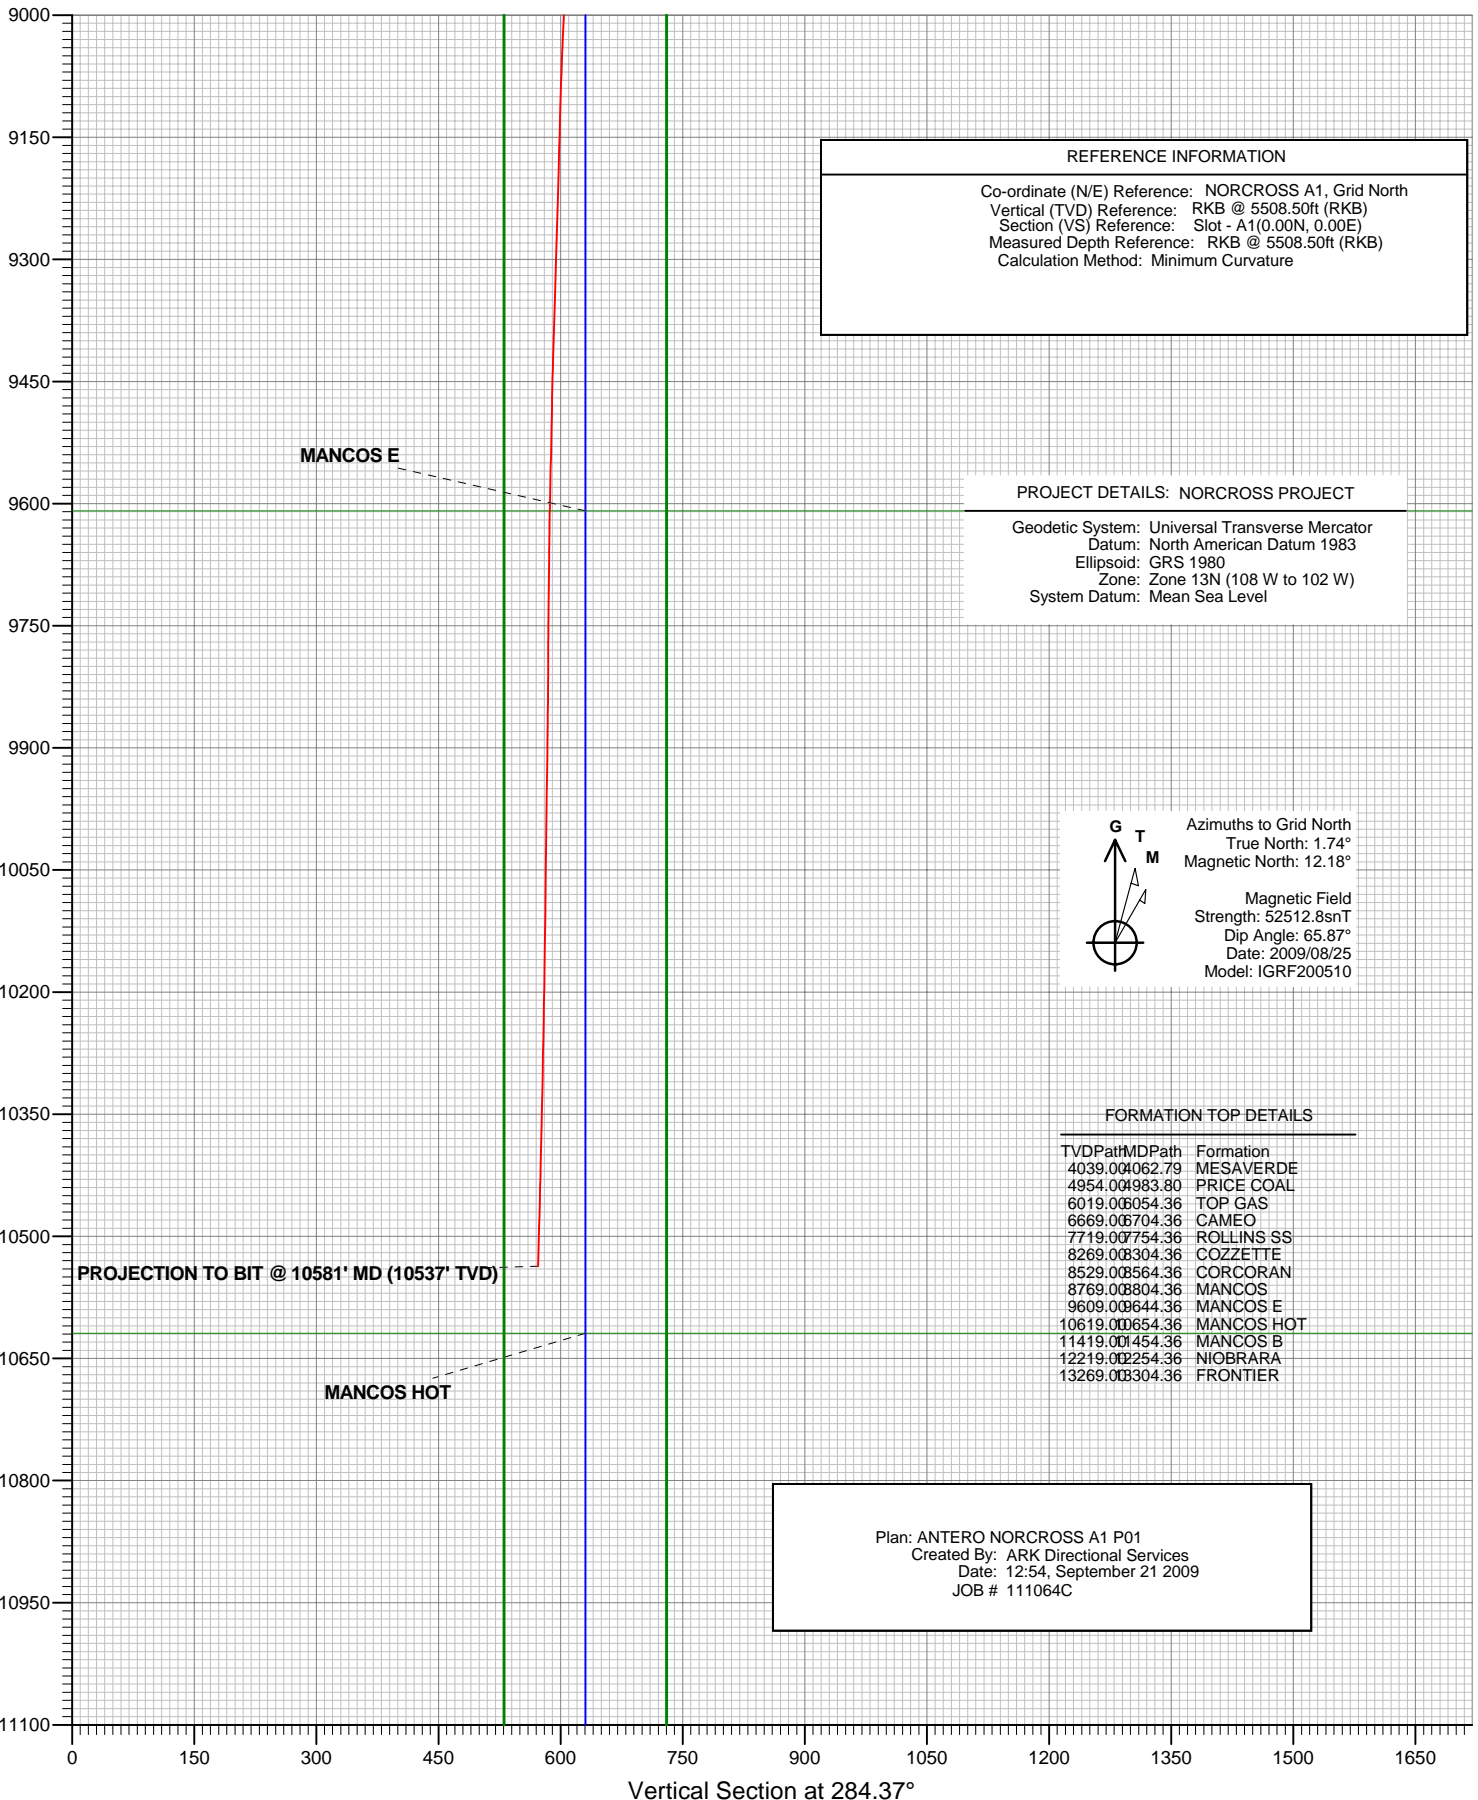 9000
9150
9300
9450
9600
9750
9900
10050
10200
10350
10500
10650
10800
10950
11100
0 150 300 450 600 750 900 1050 1200 1350 1500 1650
Vertical Section at 284.37°
MANCOS E
PROJECTION TO BIT @ 10581' MD (10537' TVD)
MANCOS HOT
REFERENCE INFORMATION
Co-ordinate (N/E) Reference: NORCROSS A1, Grid North
Vertical (TVD) Reference: RKB @ 5508.50ft (RKB)
Section (VS) Reference: Slot - A1(0.00N, 0.00E)
Measured Depth Reference: RKB @ 5508.50ft (RKB)
Calculation Method: Minimum Curvature
PROJECT DETAILS: NORCROSS PROJECT
Geodetic System: Universal Transverse Mercator
Datum: North American Datum 1983
Ellipsoid: GRS 1980
Zone: Zone 13N (108 W to 102 W)
System Datum: Mean Sea Level
G T M
Azimuths to Grid North
True North: 1.74°
Magnetic North: 12.18°
Magnetic Field
Strength: 52512.8snT
Dip Angle: 65.87°
Date: 2009/08/25
Model: IGRF200510
FORMATION TOP DETAILS
TVDPath MDPath Formation
4039.00 4062.79 MESAVERDE
4954.00 4983.80 PRICE COAL
6019.00 6054.36 TOP GAS
6669.00 6704.36 CAMEO
7719.00 7754.36 ROLLINS SS
8269.00 8304.36 COZZETTE
8529.00 8564.36 CORCORAN
8769.00 8804.36 MANCOS
9609.00 9644.36 MANCOS E
10619.00 10654.36 MANCOS HOT
11419.00 11454.36 MANCOS B
12219.00 12254.36 NIOBRARA
13269.00 13304.36 FRONTIER
Plan: ANTERO NORCROSS A1 P01
Created By: ARK Directional Services
Date: 12:54, September 21 2009
JOB # 111064C